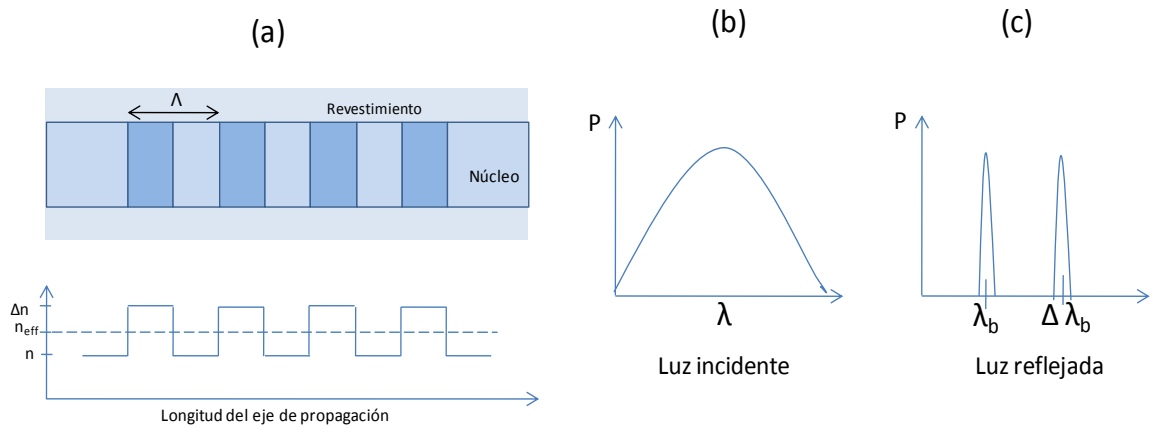 (a)
Λ
Revestimiento
Núcleo
Δn
n_eff
n
Longitud del eje de propagación
(b)
P
λ
Luz incidente
(c)
P
λ_b
Δ λ_b
Luz reflejada